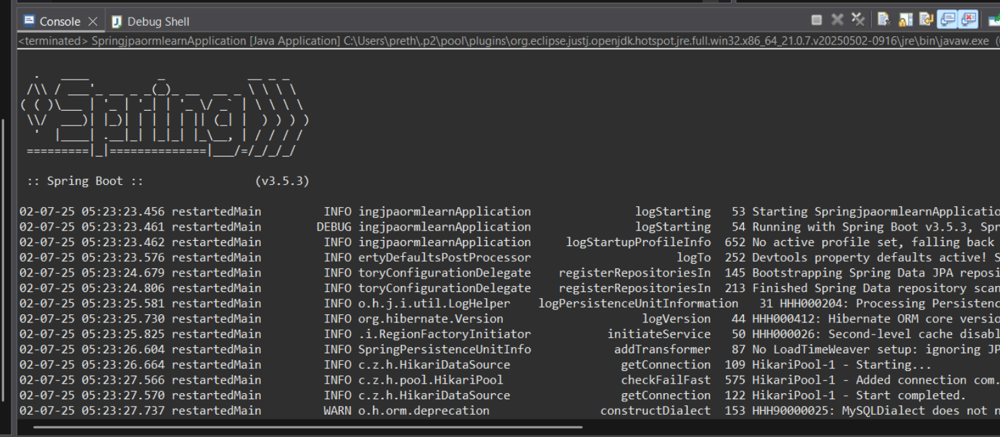 Console Debug Shell
<terminated> SpringjpaormlearnApplication [Java Application] C:\Users\preth\.p2\pool\plugins\org.eclipse.justj.openjdk.hotspot.jre.full.win32.x86_64_21.0.7.v20250502-0916\jre\bin\javaw.exe (
Spring
:: Spring Boot :: (v3.5.3)
02-07-25 05:23:23.456 restartedMain INFO ingjpaormlearnApplication logStarting 53 Starting SpringjpaormlearnApplicatio
02-07-25 05:23:23.461 restartedMain DEBUG ingjpaormlearnApplication logStarting 54 Running with Spring Boot v3.5.3, Spr
02-07-25 05:23:23.462 restartedMain INFO ingjpaormlearnApplication logStartupProfileInfo 652 No active profile set, falling back
02-07-25 05:23:23.576 restartedMain INFO ertyDefaultsPostProcessor logTo 252 Devtools property defaults active! S
02-07-25 05:23:24.679 restartedMain INFO toryConfigurationDelegate registerRepositoriesIn 145 Bootstrapping Spring Data JPA reposi
02-07-25 05:23:24.806 restartedMain INFO toryConfigurationDelegate registerRepositoriesIn 213 Finished Spring Data repository scan
02-07-25 05:23:25.581 restartedMain INFO o.h.j.i.util.LogHelper logPersistenceUnitInformation 31 HHH000204: Processing Persistenc
02-07-25 05:23:25.730 restartedMain INFO org.hibernate.Version logVersion 44 HHH000412: Hibernate ORM core versio
02-07-25 05:23:25.825 restartedMain INFO .i.RegionFactoryInitiator initiateService 50 HHH000026: Second-level cache disabl
02-07-25 05:23:26.604 restartedMain INFO SpringPersistenceUnitInfo addTransformer 87 No LoadTimeWeaver setup: ignoring JP
02-07-25 05:23:26.664 restartedMain INFO c.z.h.HikariDataSource getConnection 109 HikariPool-1 - Starting...
02-07-25 05:23:27.566 restartedMain INFO c.z.h.pool.HikariPool checkFailFast 575 HikariPool-1 - Added connection com.
02-07-25 05:23:27.570 restartedMain INFO c.z.h.HikariDataSource getConnection 122 HikariPool-1 - Start completed.
02-07-25 05:23:27.737 restartedMain WARN o.h.orm.deprecation constructDialect 153 HHH90000025: MySQLDialect does not n